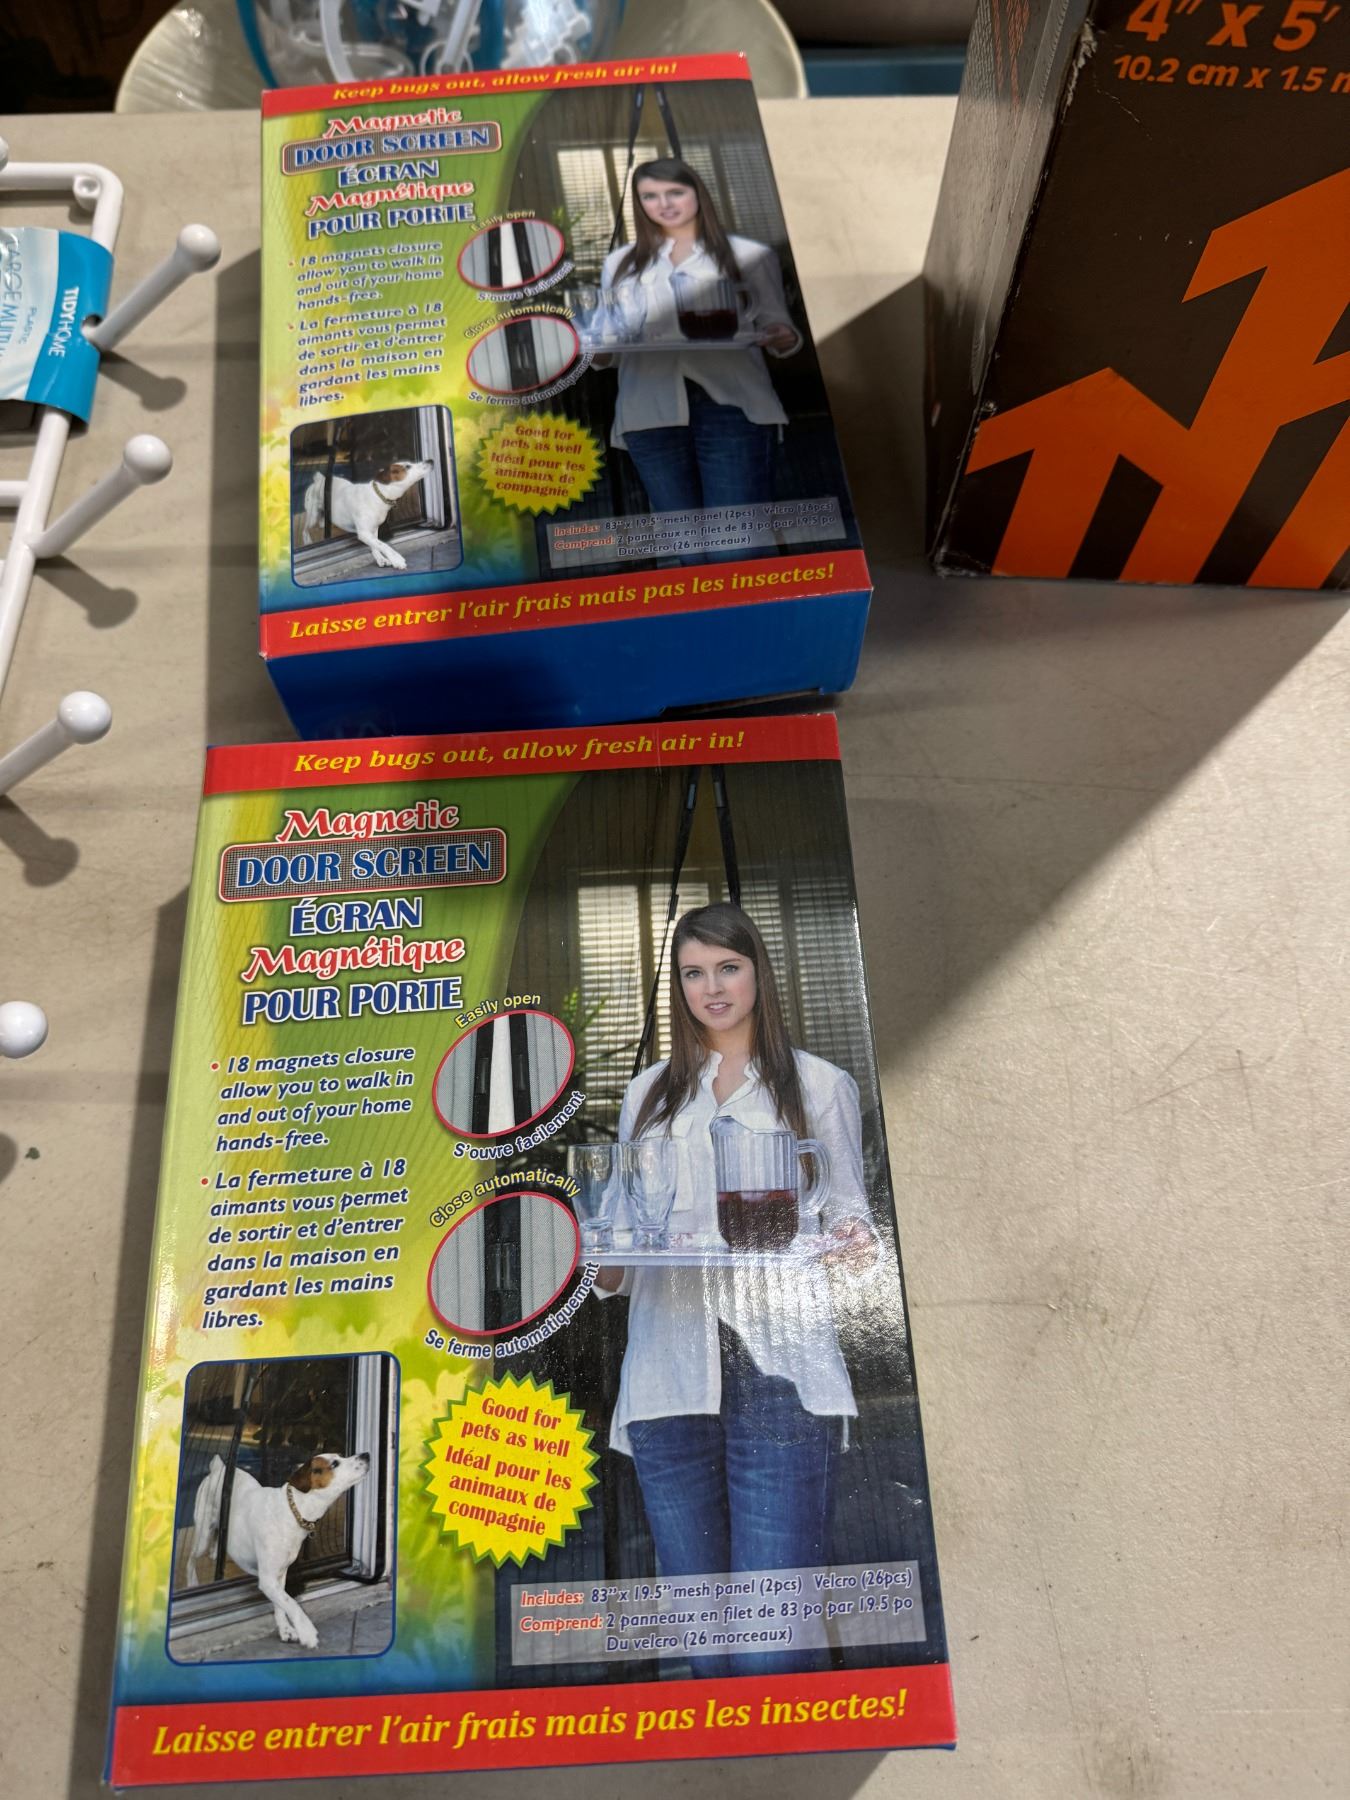 Keep bugs out, allow fresh air in!
Magnetic
DOOR SCREEN
ÉCRAN
Magnétique
POUR PORTE
• 18 magnets closure
allow you to walk in
and out of your home
hands-free.
• La fermeture à 18
aimants vous permet
de sortir et d'entrer
dans la maison en
gardant les mains
libres.
Easily open
S'ouvre facilement
Close automatically
Se ferme automatiquement
Good for
pets as well
Idéal pour les
animaux de
compagnie
Includes: 83" x 19.5" mesh panel (2pcs) Velcro (26pcs)
Comprend: 2 panneaux en filet de 83 po par 19.5 po
Du velcro (26 morceaux)
Laisse entrer l'air frais mais pas les insectes!
4" x 5'
10.2 cm x 1.5
TIDYHOME
PLASTIC
Keep bugs out, allow fresh air in!
Magnetic
DOOR SCREEN
ÉCRAN
Magnétique
POUR PORTE
• 18 magnets closure
allow you to walk in
and out of your home
hands-free.
• La fermeture à 18
aimants vous permet
de sortir et d'entrer
dans la maison en
gardant les mains
libres.
Easily open
S'ouvre facilement
Close automatically
Se ferme automatiquement
Good for
pets as well
Idéal pour les
animaux de
compagnie
Includes: 83" x 19.5" mesh panel (2pcs) Velcro (26pcs)
Comprend: 2 panneaux en filet de 83 po par 19.5 po
Du velcro (26 morceaux)
Laisse entrer l'air frais mais pas les insectes!